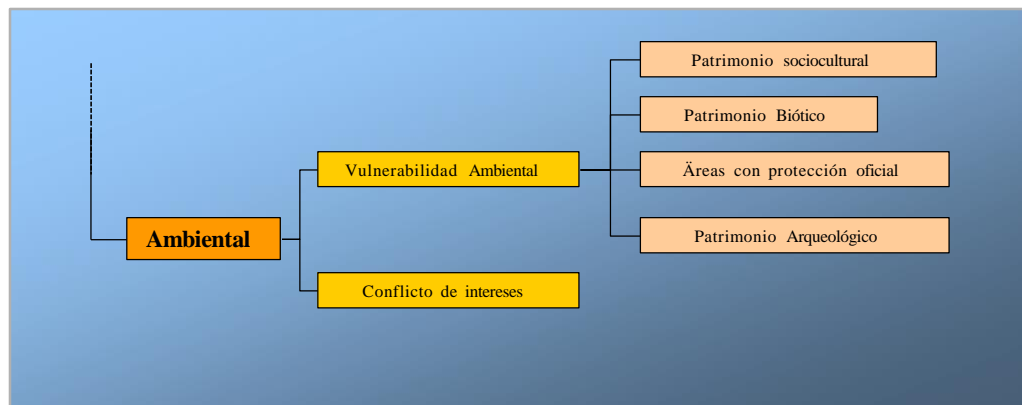 Patrimonio sociocultural
Patrimonio Biótico
Vulnerabilidad Ambiental
Äreas con protección oficial
Ambiental
Patrimonio Arqueológico
Conflicto de intereses